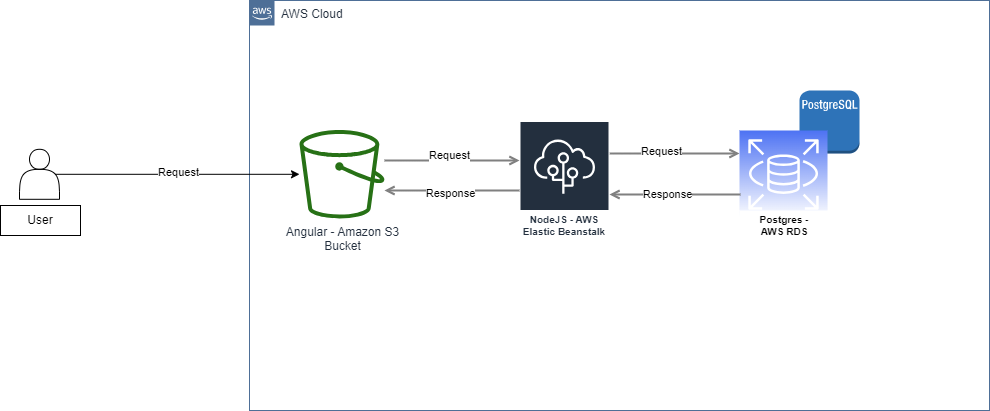 aws
AWS Cloud
PostgreSQL
Request
Request
Request
Response
Response
User
Angular - Amazon S3
Bucket
NodeJS - AWS
Elastic Beanstalk
Postgres -
AWS RDS